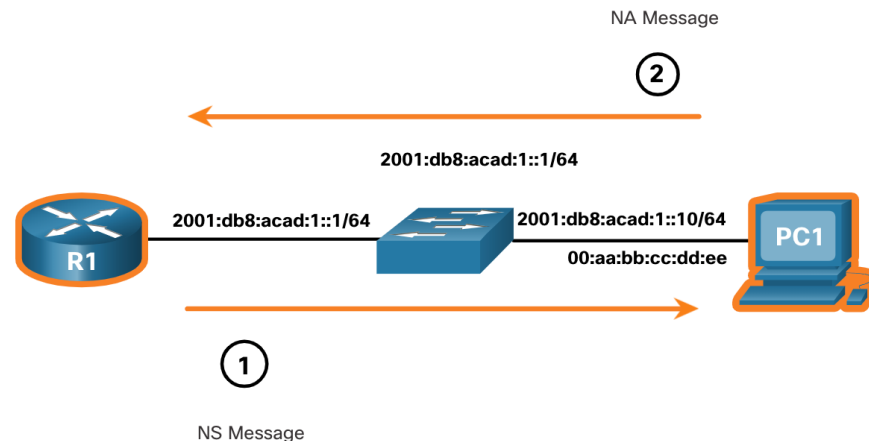 NA Message
2
2001:db8:acad:1::1/64
2001:db8:acad:1::1/64
2001:db8:acad:1::10/64
R1
PC1
00:aa:bb:cc:dd:ee
1
NS Message